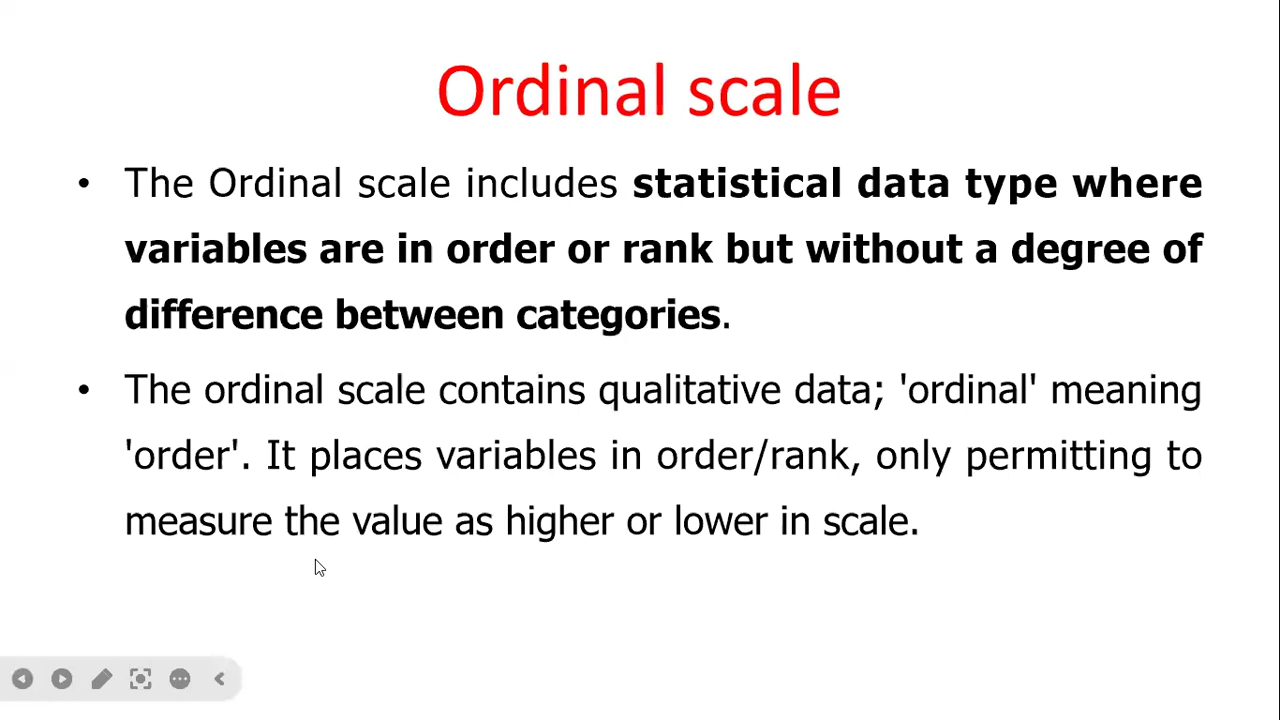 Ordinal scale
• The Ordinal scale includes statistical data type where
variables are in order or rank but without a degree of
difference between categories.
• The ordinal scale contains qualitative data; 'ordinal' meaning
'order'. It places variables in order/rank, only permitting to
measure the value as higher or lower in scale.